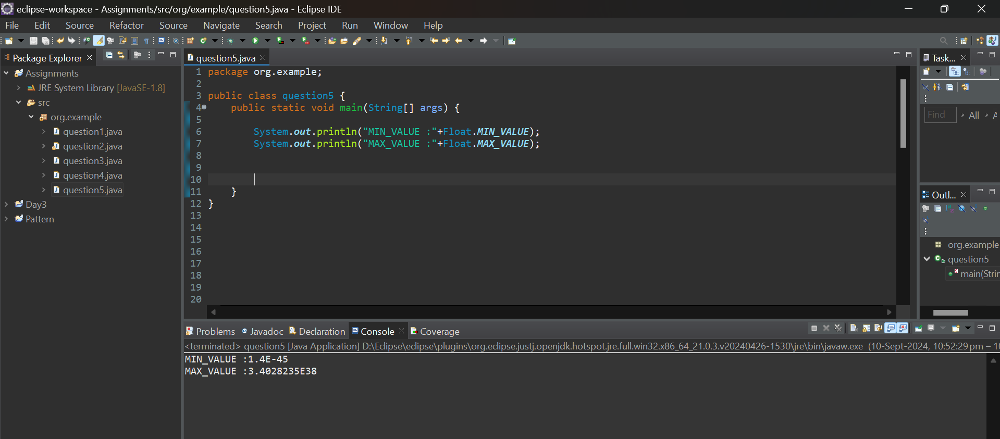 eclipse-workspace - Assignments/src/org/example/question5.java - Eclipse IDE
File Edit Source Refactor Source Navigate Search Project Run Window Help
Package Explorer
Assignments
JRE System Library [JavaSE-1.8]
src
org.example
question1.java
question2.java
question3.java
question4.java
question5.java
Day3
Pattern
question5.java
1 package org.example;
2
3 public class question5 {
4 public static void main(String[] args) {
5
6 System.out.println("MIN_VALUE :"+Float.MIN_VALUE);
7 System.out.println("MAX_VALUE :"+Float.MAX_VALUE);
8
9
10
11 }
12 }
13
14
15
16
17
18
19
20
Task...
Find All A
Outl...
org.example
question5
main(Strin
Problems Javadoc Declaration Console Coverage
<terminated> question5 [Java Application] D:\Eclipse\eclipse\plugins\org.eclipse.justj.openjdk.hotspot.jre.full.win32.x86_64_21.0.3.v20240426-1530\jre\bin\javaw.exe (10-Sept-2024, 10:52:29 pm – 10
MIN_VALUE :1.4E-45
MAX_VALUE :3.4028235E38